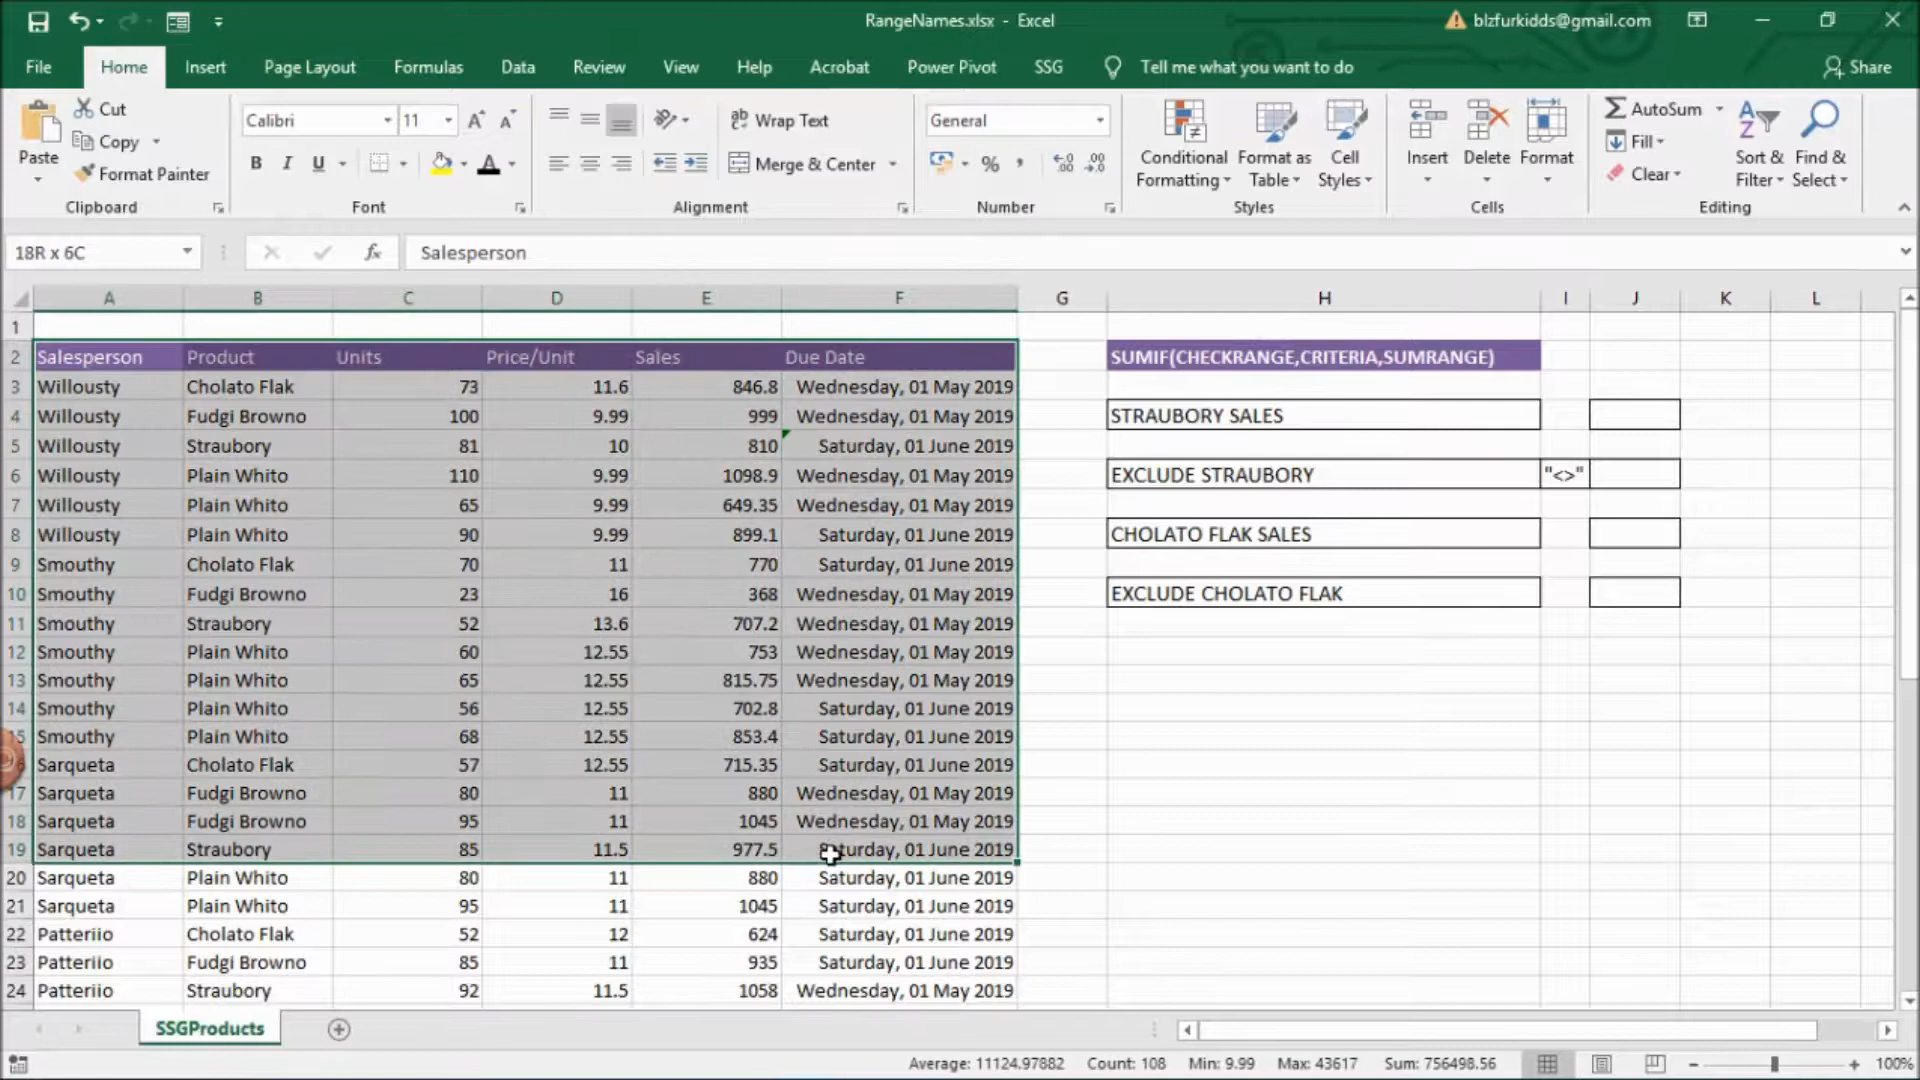 RangeNames.xlsx - Excel
blzfurkidds@gmail.com
File Home Insert Page Layout Formulas Data Review View Help Acrobat Power Pivot SSG Tell me what you want to do Share
Paste
Cut
Copy
Format Painter
Clipboard
Calibri 11
B I U
Font
Wrap Text
Merge & Center
Alignment
General
%
Number
Conditional Formatting
Format as Table
Cell Styles
Styles
Insert Delete Format
Cells
AutoSum
Fill
Clear
Sort & Filter
Find & Select
Editing
18R x 6C fx Salesperson
A B C D E F G H I J K L
1
2 Salesperson Product Units Price/Unit Sales Due Date SUMIF(CHECKRANGE,CRITERIA,SUMRANGE)
3 Willousty Cholato Flak 73 11.6 846.8 Wednesday, 01 May 2019
4 Willousty Fudgi Browno 100 9.99 999 Wednesday, 01 May 2019 STRAUBORY SALES
5 Willousty Straubory 81 10 810 Saturday, 01 June 2019
6 Willousty Plain Whito 110 9.99 1098.9 Wednesday, 01 May 2019 EXCLUDE STRAUBORY "<>"
7 Willousty Plain Whito 65 9.99 649.35 Wednesday, 01 May 2019
8 Willousty Plain Whito 90 9.99 899.1 Saturday, 01 June 2019 CHOLATO FLAK SALES
9 Smouthy Cholato Flak 70 11 770 Saturday, 01 June 2019
10 Smouthy Fudgi Browno 23 16 368 Wednesday, 01 May 2019 EXCLUDE CHOLATO FLAK
11 Smouthy Straubory 52 13.6 707.2 Wednesday, 01 May 2019
12 Smouthy Plain Whito 60 12.55 753 Wednesday, 01 May 2019
13 Smouthy Plain Whito 65 12.55 815.75 Wednesday, 01 May 2019
14 Smouthy Plain Whito 56 12.55 702.8 Saturday, 01 June 2019
Smouthy Plain Whito 68 12.55 853.4 Saturday, 01 June 2019
Sarqueta Cholato Flak 57 12.55 715.35 Saturday, 01 June 2019
17 Sarqueta Fudgi Browno 80 11 880 Wednesday, 01 May 2019
18 Sarqueta Fudgi Browno 95 11 1045 Wednesday, 01 May 2019
19 Sarqueta Straubory 85 11.5 977.5 Saturday, 01 June 2019
20 Sarqueta Plain Whito 80 11 880 Saturday, 01 June 2019
21 Sarqueta Plain Whito 95 11 1045 Saturday, 01 June 2019
22 Patteriio Cholato Flak 52 12 624 Saturday, 01 June 2019
23 Patteriio Fudgi Browno 85 11 935 Saturday, 01 June 2019
24 Patteriio Straubory 92 11.5 1058 Wednesday, 01 May 2019
SSGProducts
Average: 11124.97882 Count: 108 Min: 9.99 Max: 43617 Sum: 756498.56 100%